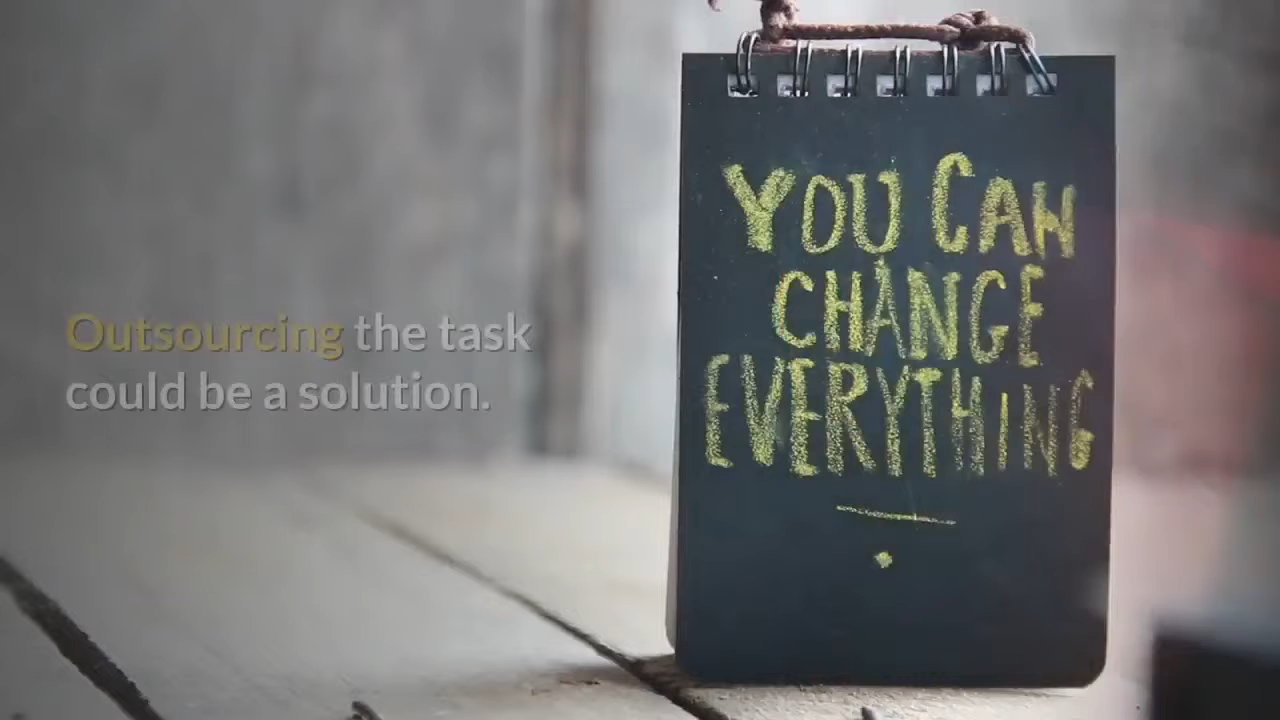 Outsourcing the task
could be a solution.
YOU CAN
CHANGE
EVERYTHING